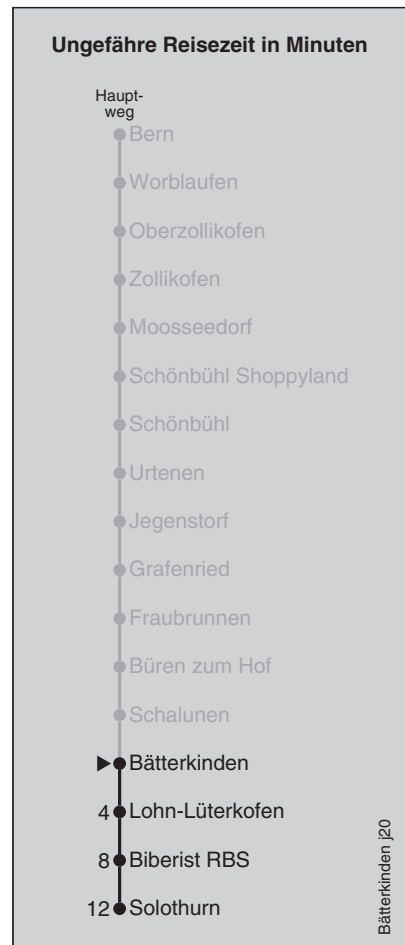 Ungefähre Reisezeit in Minuten
Haupt-
weg
Bern
Worblaufen
Oberzollikofen
Zollikofen
Moosseedorf
Schönbühl Shoppyland
Schönbühl
Urtenen
Jegenstorf
Grafenried
Fraubrunnen
Büren zum Hof
Schalunen
Bätterkinden
4 Lohn-Lüterkofen
8 Biberist RBS
12 Solothurn
Bätterkinden j20